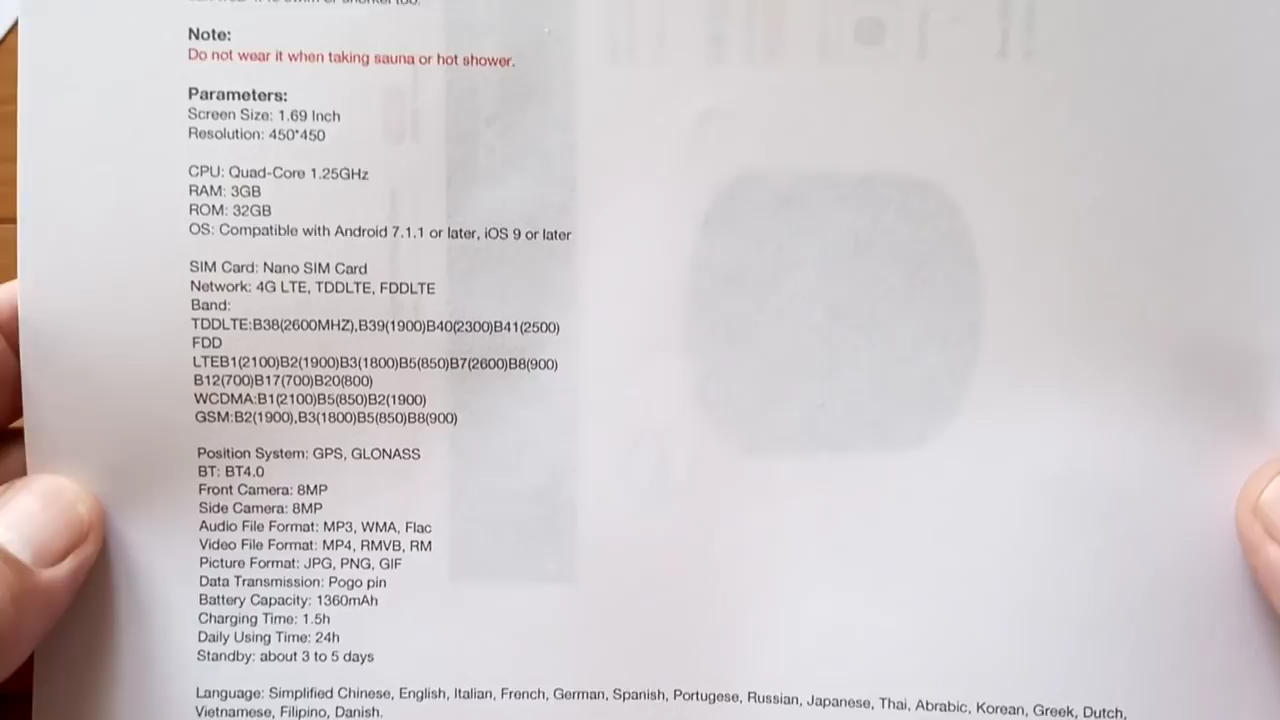 Note:
Do not wear it when taking sauna or hot shower.
Parameters:
Screen Size: 1.69 Inch
Resolution: 450*450
CPU: Quad-Core 1.25GHz
RAM: 3GB
ROM: 32GB
OS: Compatible with Android 7.1.1 or later, iOS 9 or later
SIM Card: Nano SIM Card
Network: 4G LTE, TDDLTE, FDDLTE
Band:
TDDLTE:B38(2600MHZ),B39(1900)B40(2300)B41(2500)
FDD
LTEB1(2100)B2(1900)B3(1800)B5(850)B7(2600)B8(900)
B12(700)B17(700)B20(800)
WCDMA:B1(2100)B5(850)B2(1900)
GSM:B2(1900),B3(1800)B5(850)B8(900)
Position System: GPS, GLONASS
BT: BT4.0
Front Camera: 8MP
Side Camera: 8MP
Audio File Format: MP3, WMA, Flac
Video File Format: MP4, RMVB, RM
Picture Format: JPG, PNG, GIF
Data Transmission: Pogo pin
Battery Capacity: 1360mAh
Charging Time: 1.5h
Daily Using Time: 24h
Standby: about 3 to 5 days
Language: Simplified Chinese, English, Italian, French, German, Spanish, Portugese, Russian, Japanese, Thai, Abrabic, Korean, Greek, Dutch,
Vietnamese, Filipino, Danish.